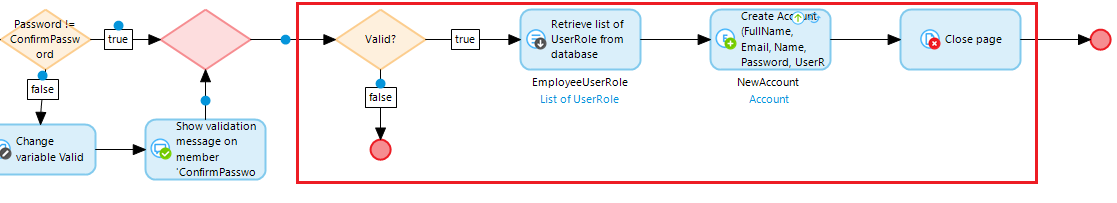 Password !=
ConfirmPassw
ord
true
false
Change
variable Valid
Show validation
message on
member
'ConfirmPasswo
Valid?
true
false
Retrieve list of
UserRole from
database
EmployeeUserRole
List of UserRole
Create Account
(FullName,
Email, Name,
Password, UserR
NewAccount
Account
Close page